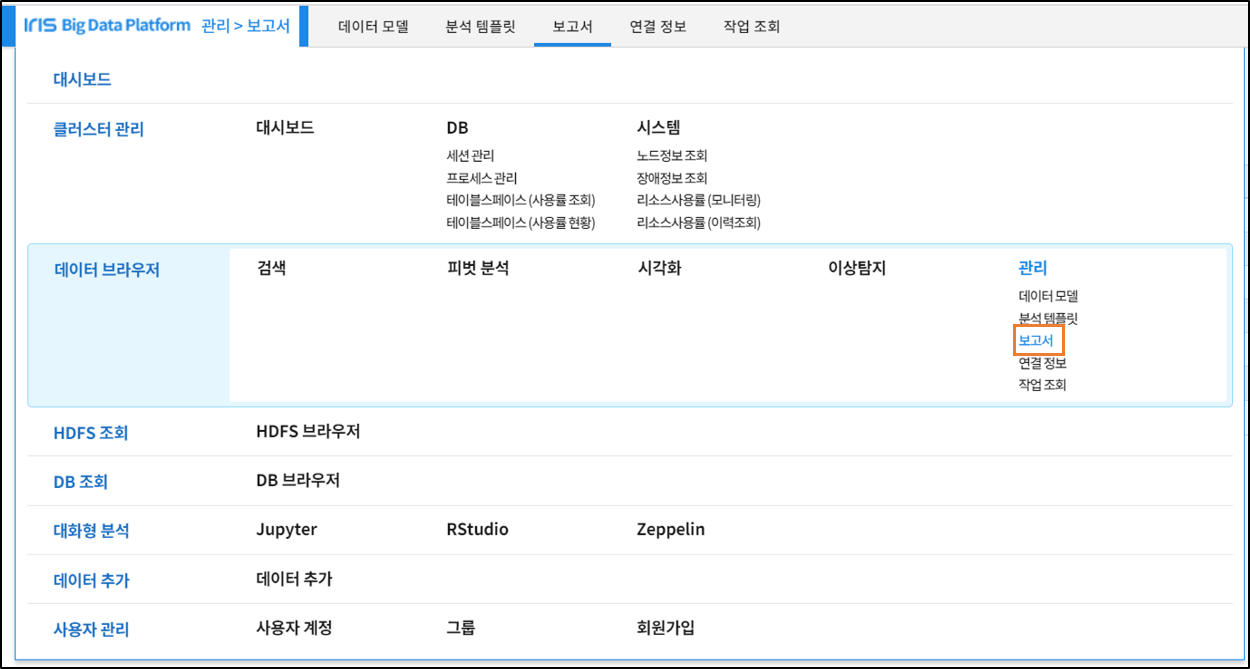 IRIS Big Data Platform 관리 > 보고서 데이터 모델 분석 템플릿 보고서 연결 정보 작업 조회
대시보드
클러스터 관리 대시보드 DB 시스템
세션 관리 노드정보 조회
프로세스 관리 장애정보 조회
테이블스페이스 (사용률 조회) 리소스사용률 (모니터링)
테이블스페이스 (사용률 현황) 리소스사용률 (이력조회)
데이터 브라우저 검색 피벗 분석 시각화 이상탐지 관리
데이터 모델
분석 템플릿
보고서
연결 정보
작업 조회
HDFS 조회 HDFS 브라우저
DB 조회 DB 브라우저
대화형 분석 Jupyter RStudio Zeppelin
데이터 추가 데이터 추가
사용자 관리 사용자 계정 그룹 회원가입